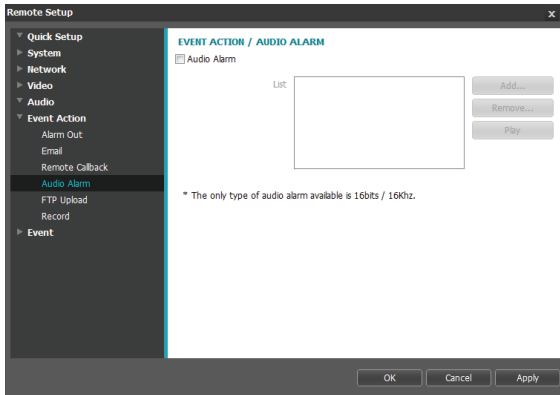 Remote Setup
x
Quick Setup
System
Network
Video
Audio
Event Action
Alarm Out
Email
Remote Callback
Audio Alarm
FTP Upload
Record
Event
EVENT ACTION / AUDIO ALARM
Audio Alarm
List
Add...
Remove...
Play
* The only type of audio alarm available is 16bits / 16Khz.
OK
Cancel
Apply